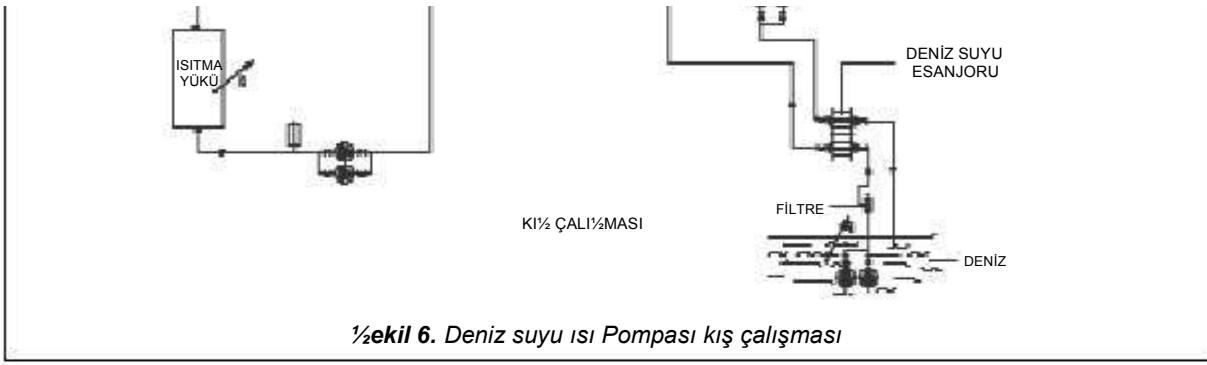 ISITMA
YÜKÜ
DENİZ SUYU
ESANJORU
FİLTRE
KI½ ÇALI½MASI
DENİZ
½ekil 6. Deniz suyu ısı Pompası kış çalışması